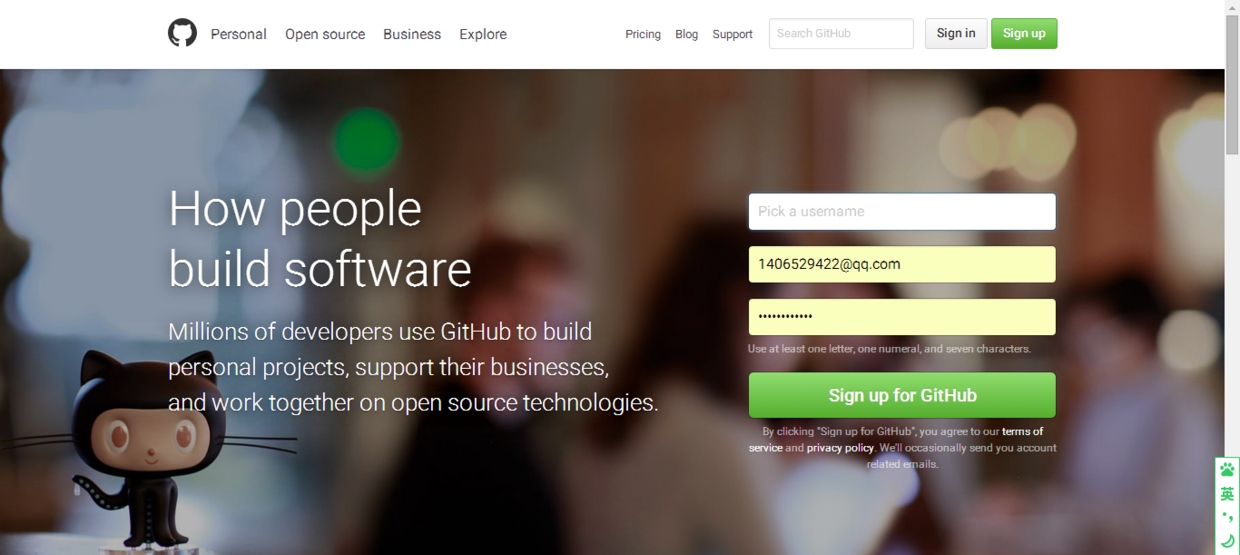 Personal Open source Business Explore Pricing Blog Support Search GitHub Sign in Sign up
How people
build software
Millions of developers use GitHub to build
personal projects, support their businesses,
and work together on open source technologies.
Pick a username
1406529422@qq.com
••••••••••••
Use at least one letter, one numeral, and seven characters.
Sign up for GitHub
By clicking "Sign up for GitHub", you agree to our terms of
service and privacy policy. We'll occasionally send you account
related emails.
英